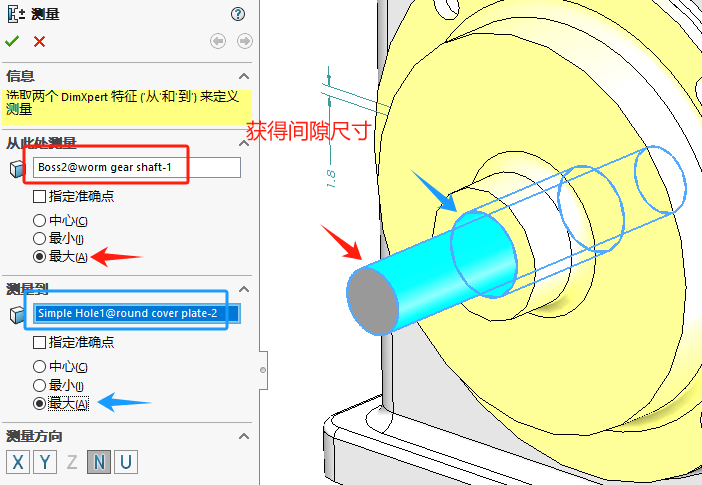 测量
信息
选取两个 DimXpert 特征 ('从'和'到') 来定义
测量
从此处测量
Boss2@worm gear shaft-1
指定准确点
中心(C)
最小(I)
最大(A)
测量到
Simple Hole1@round cover plate-2
指定准确点
中心(C)
最小(I)
最大(A)
测量方向
X Y Z N U
获得间隙尺寸
1.8